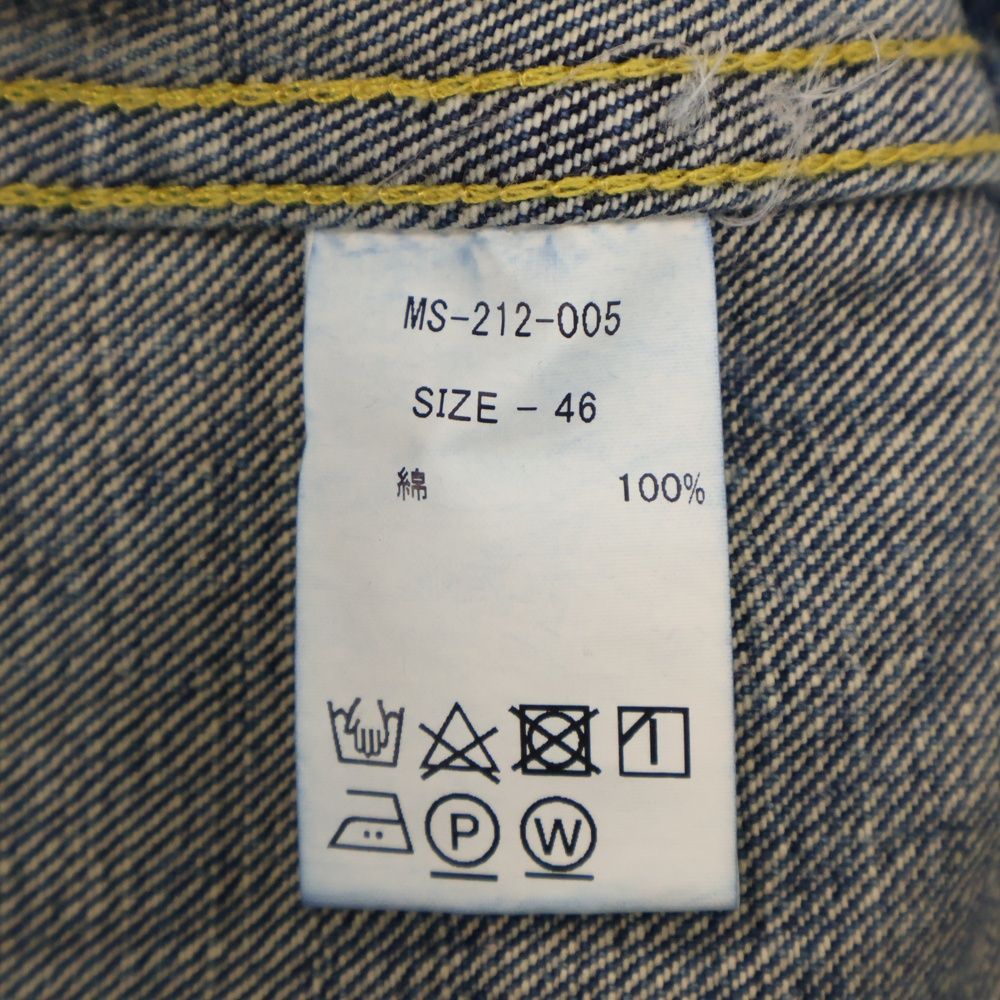 MS-212-005
SIZE - 46
綿 100%
P W